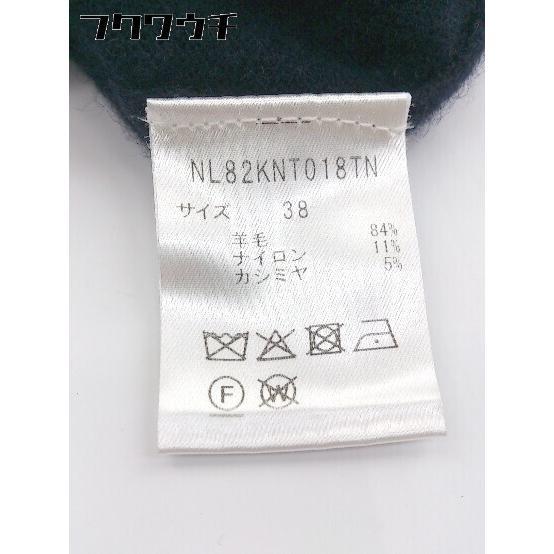 フクワウチ
NL82KNT018TN
サイズ 38
羊毛 84%
ナイロン 11%
カシミヤ 5%
F W